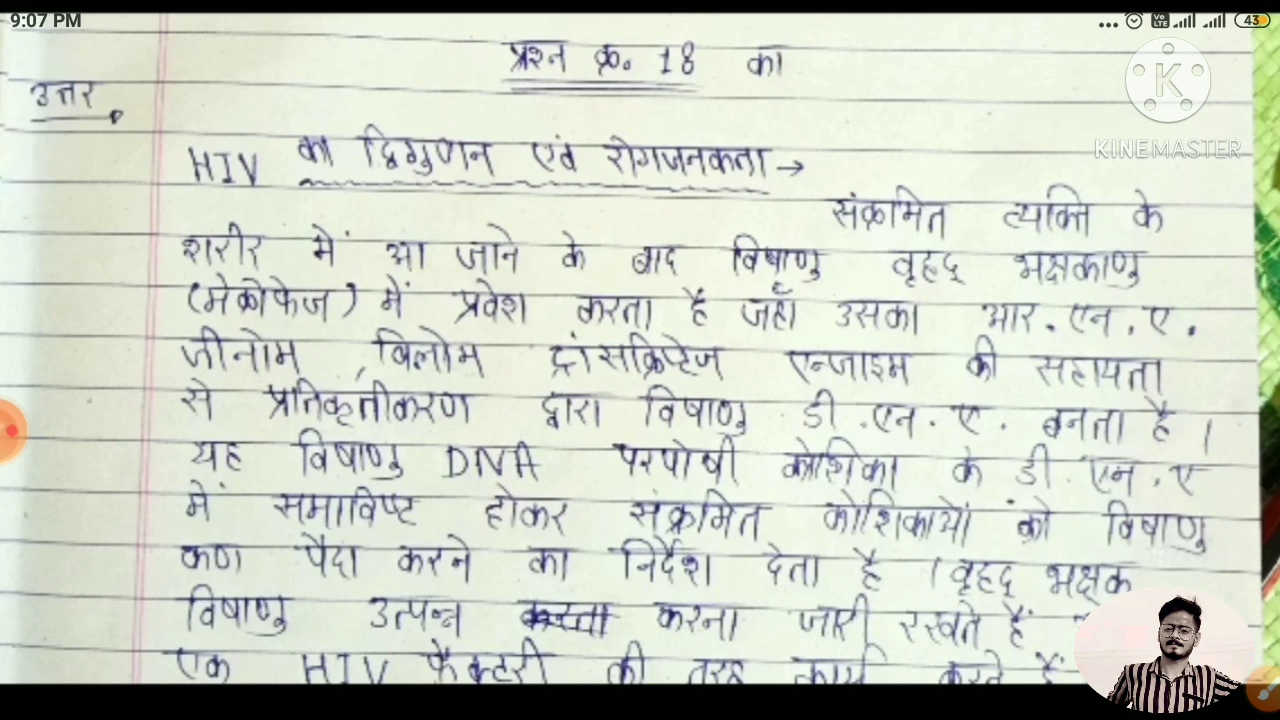 9:07 PM
43
K
KINEMASTER
प्रश्न क्र. 18 का
उत्तर
HIV का द्विगुणन एवं रोगजनकता →
संक्रमित व्यक्ति के
शरीर में आ जाने के बाद विषाणु वृहद् भक्षकाणु
(मेक्रोफेज) में प्रवेश करता है जहाँ उसका आर.एन.ए.
जीनोम, विलोम ट्रांसक्रिप्टेज एन्जाइम की सहायता
से प्रतिकृतीकरण द्वारा विषाणु डी.एन.ए. बनता है।
यह विषाणु DNA परपोषी कोशिका के डी.एन.ए
में समाविष्ट होकर संक्रमित कोशिकाओं को विषाणु
कण पैदा करने का निर्देश देता है। वृहद् भक्षक
विषाणु उत्पन्न करना जारी रखते हैं
एक HIV फैक्टरी की तरह कार्य करते हैं